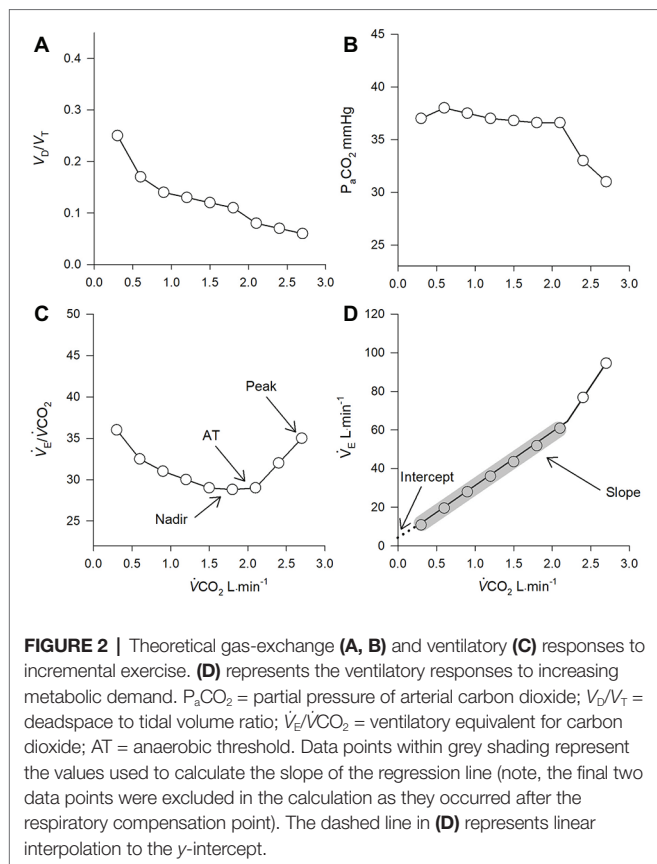 A
0.4
0.3
0.2
0.1
0.0
V_D/V_T
0.0 0.5 1.0 1.5 2.0 2.5 3.0
B
45
40
35
30
25
P_aCO_2 mmHg
0.0 0.5 1.0 1.5 2.0 2.5 3.0
C
50
45
40
35
30
25
V̇_E/V̇CO_2
Peak
AT
Nadir
0.0 0.5 1.0 1.5 2.0 2.5 3.0
V̇CO_2 L.min⁻¹
D
120
100
80
60
40
20
0
V̇_E L.min⁻¹
Intercept
Slope
0.0 0.5 1.0 1.5 2.0 2.5 3.0
V̇CO_2 L.min⁻¹
FIGURE 2 | Theoretical gas-exchange (A, B) and ventilatory (C) responses to
incremental exercise. (D) represents the ventilatory responses to increasing
metabolic demand. P_aCO_2 = partial pressure of arterial carbon dioxide; V_D/V_T =
deadspace to tidal volume ratio; V̇_E/V̇CO_2 = ventilatory equivalent for carbon
dioxide; AT = anaerobic threshold. Data points within grey shading represent
the values used to calculate the slope of the regression line (note, the final two
data points were excluded in the calculation as they occurred after the
respiratory compensation point). The dashed line in (D) represents linear
interpolation to the y-intercept.